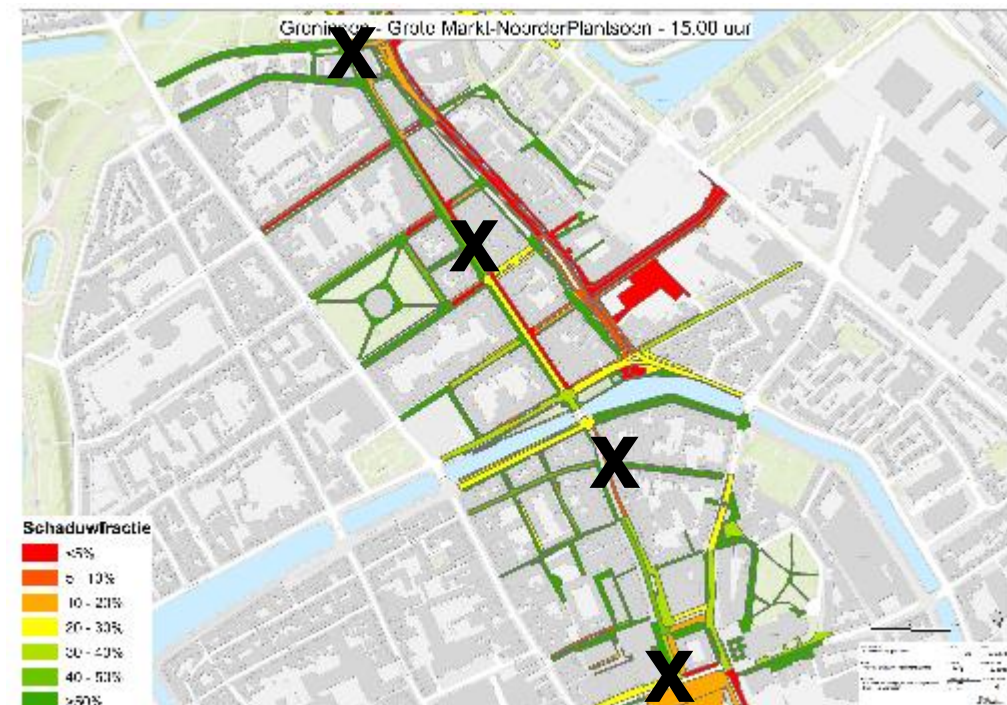 Groningen - Grote Markt-NoorderPlantsoen - 15.00 uur
X
X
X
X
Schaduwfractie
<5%
5 - 10%
10 - 20%
20 - 30%
30 - 40%
40 - 50%
>50%